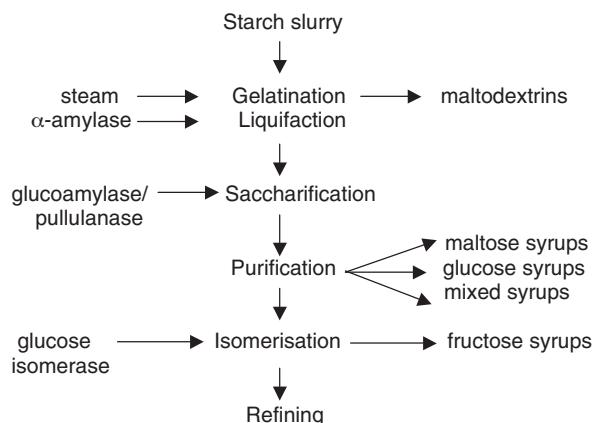 Starch slurry
steam
Gelatination
maltodextrins
α-amylase
Liquifaction
glucoamylase/
pullulanase
Saccharification
Purification
maltose syrups
glucose syrups
mixed syrups
glucose
isomerase
Isomerisation
fructose syrups
Refining